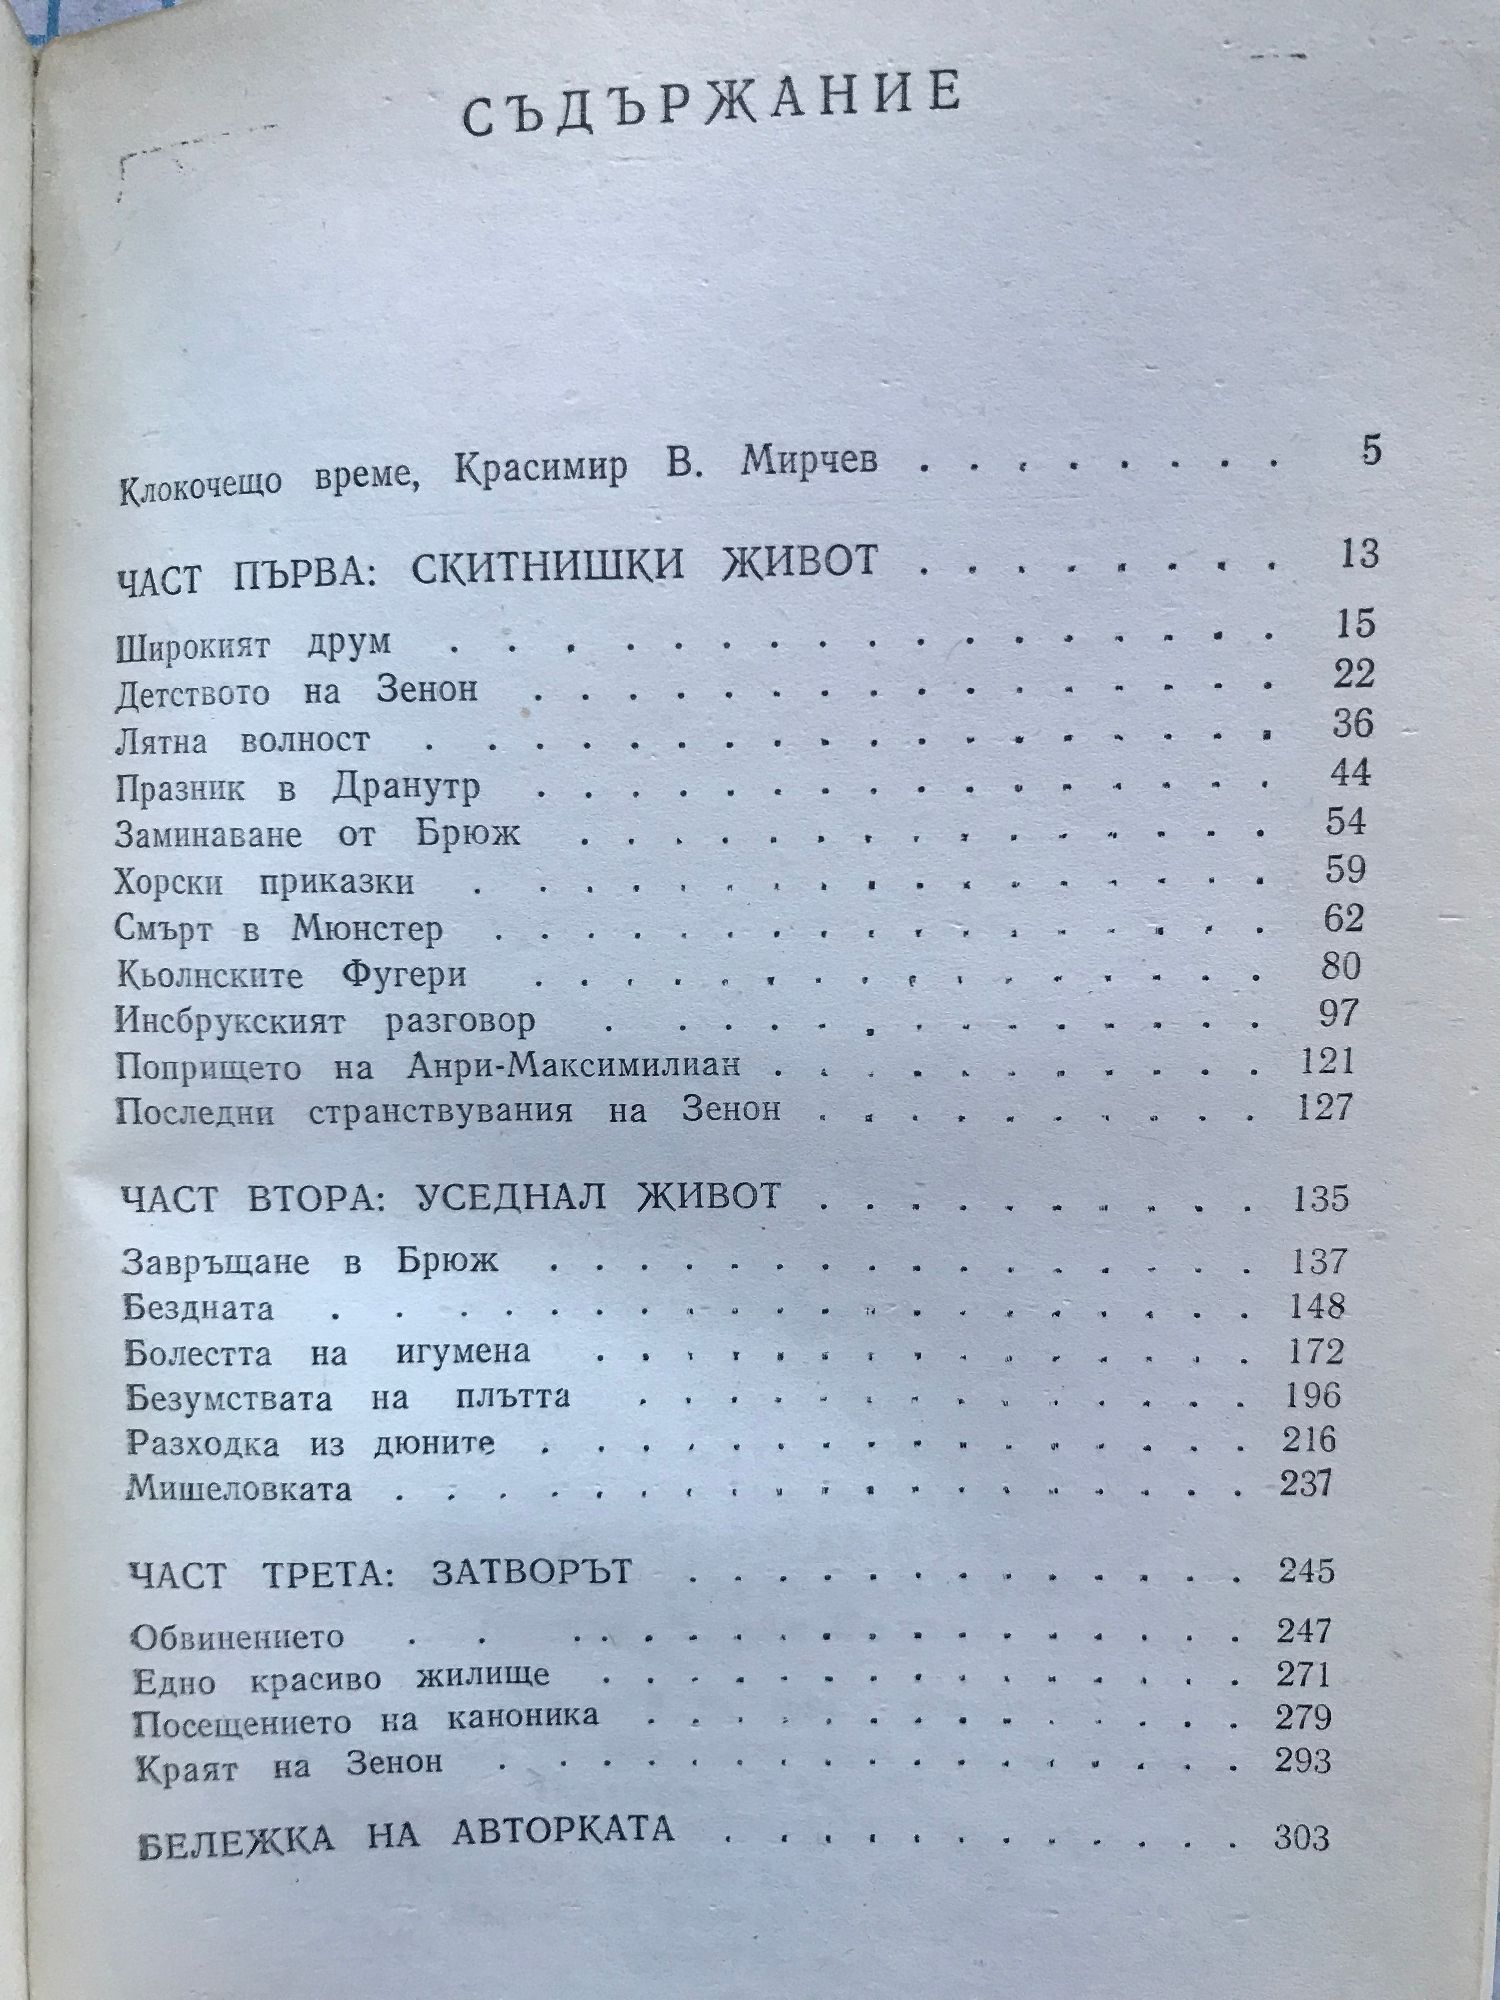 СЪДЪРЖАНИЕ
Клокочещо време, Красимир В. Мирчев . . . . . . . . 5
ЧАСТ ПЪРВА: СКИТНИШКИ ЖИВОТ . . . . . . . . 13
Широкият друм . . . . . . . . . . . . . . . . 15
Детството на Зенон . . . . . . . . . . . . . . . . 22
Лятна волност . . . . . . . . . . . . . . . . . . 36
Празник в Дранутр . . . . . . . . . . . . . . . . 44
Заминаване от Брюж . . . . . . . . . . . . . . . 54
Хорски приказки . . . . . . . . . . . . . . . . 59
Смърт в Мюнстер . . . . . . . . . . . . . . . . . 62
Кьолнските Фугери . . . . . . . . . . . . . . . . 80
Инсбрукският разговор . . . . . . . . . . . . . 97
Попрището на Анри-Максимилиан . . . . . . . . . . . 121
Последни странствувания на Зенон . . . . . . . . . . 127
ЧАСТ ВТОРА: УСЕДНАЛ ЖИВОТ . . . . . . . . . . 135
Завръщане в Брюж . . . . . . . . . . . . . . . . 137
Бездната . . . . . . . . . . . . . . . . . . . . 148
Болестта на игумена . . . . . . . . . . . . . . . 172
Безумствата на плътта . . . . . . . . . . . . . . 196
Разходка из дюните . . . . . . . . . . . . . . . . 216
Мишеловката . . . . . . . . . . . . . . . . . . . 237
ЧАСТ ТРЕТА: ЗАТВОРЪТ . . . . . . . . . . . . . 245
Обвинението . . . . . . . . . . . . . . . . . . 247
Едно красиво жилище . . . . . . . . . . . . . . . 271
Посещението на каноника . . . . . . . . . . . . . . 279
Краят на Зенон . . . . . . . . . . . . . . . . . 293
БЕЛЕЖКА НА АВТОРКАТА . . . . . . . . . . . . 303